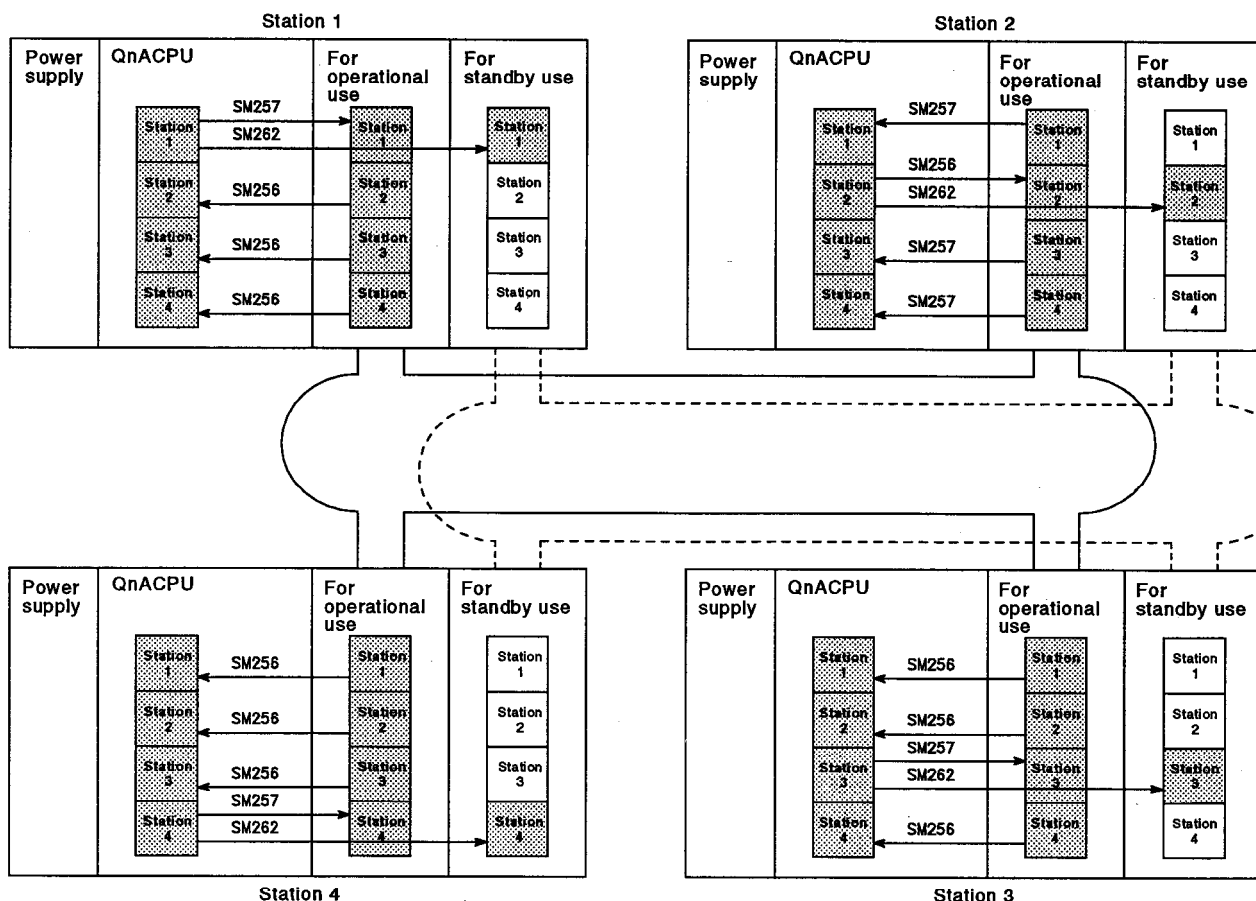 Station 1
Power supply
QnACPU
For operational use
For standby use
SM257
SM262
SM256
SM256
SM256
Station 1
Station 2
Station 3
Station 4
Station 1
Station 2
Station 3
Station 4
Station 1
Station 2
Station 3
Station 4
Station 2
Power supply
QnACPU
For operational use
For standby use
SM257
SM256
SM262
SM257
SM257
Station 1
Station 2
Station 3
Station 4
Station 1
Station 2
Station 3
Station 4
Station 1
Station 2
Station 3
Station 4
Power supply
QnACPU
For operational use
For standby use
SM256
SM256
SM256
SM257
SM262
Station 1
Station 2
Station 3
Station 4
Station 1
Station 2
Station 3
Station 4
Station 1
Station 2
Station 3
Station 4
Station 4
Power supply
QnACPU
For operational use
For standby use
SM256
SM256
SM257
SM262
SM256
Station 1
Station 2
Station 3
Station 4
Station 1
Station 2
Station 3
Station 4
Station 1
Station 2
Station 3
Station 4
Station 3